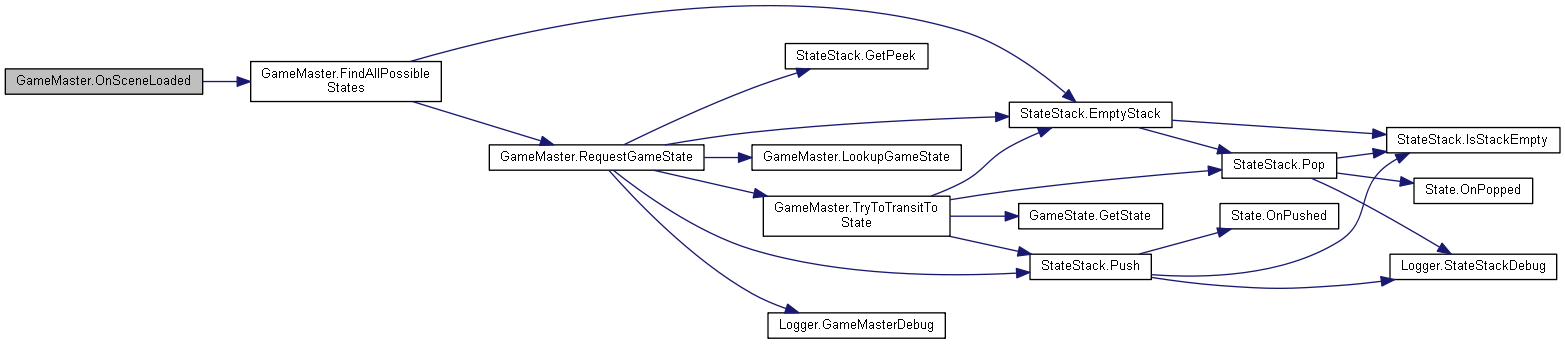 GameMaster.OnSceneLoaded
GameMaster.FindAllPossible
States
GameMaster.RequestGameState
StateStack.GetPeek
GameMaster.LookupGameState
GameMaster.TryToTransitTo
State
Logger.GameMasterDebug
StateStack.EmptyStack
GameState.GetState
StateStack.Push
StateStack.Pop
State.OnPushed
StateStack.IsStackEmpty
State.OnPopped
Logger.StateStackDebug